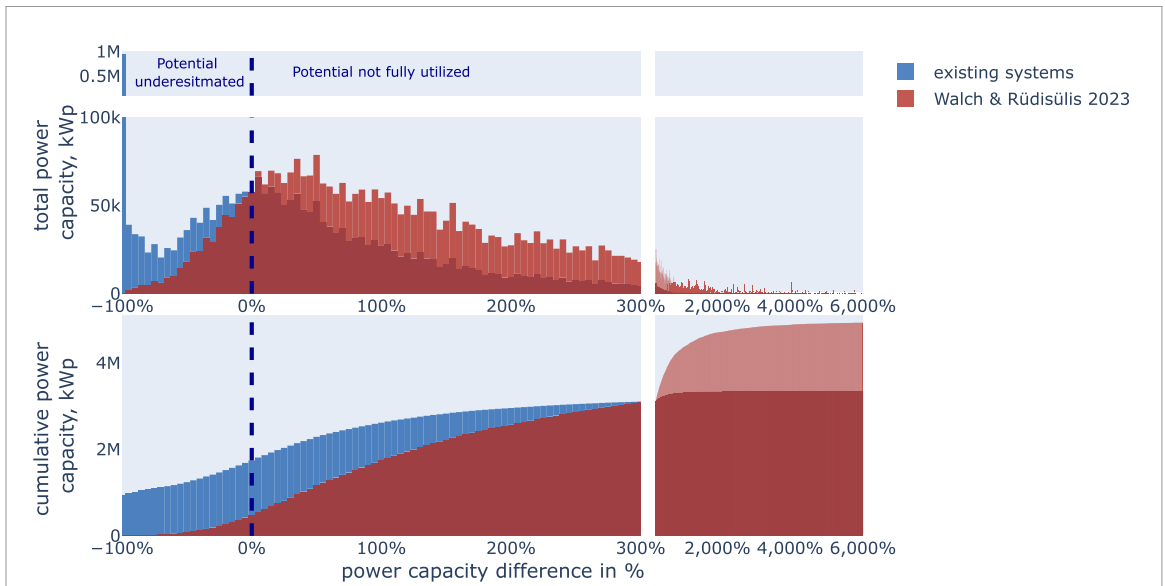 1M
0.5M
Potential
underesitmated
Potential not fully utilized
existing systems
Walch & Rüdisülis 2023
total power
capacity, kWp
100k
50k
0
−100%
0%
100%
200%
300%
2,000%
4,000%
6,000%
cumulative power
capacity, kWp
4M
2M
0
−100%
0%
100%
200%
300%
2,000%
4,000%
6,000%
power capacity difference in %